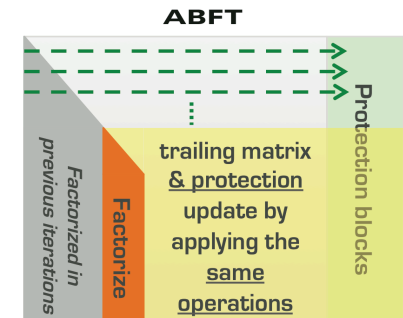 ABFT
Protection blocks
Factorized in
previous iterations
Factorize
trailing matrix
& protection
update by
applying the
same
operations